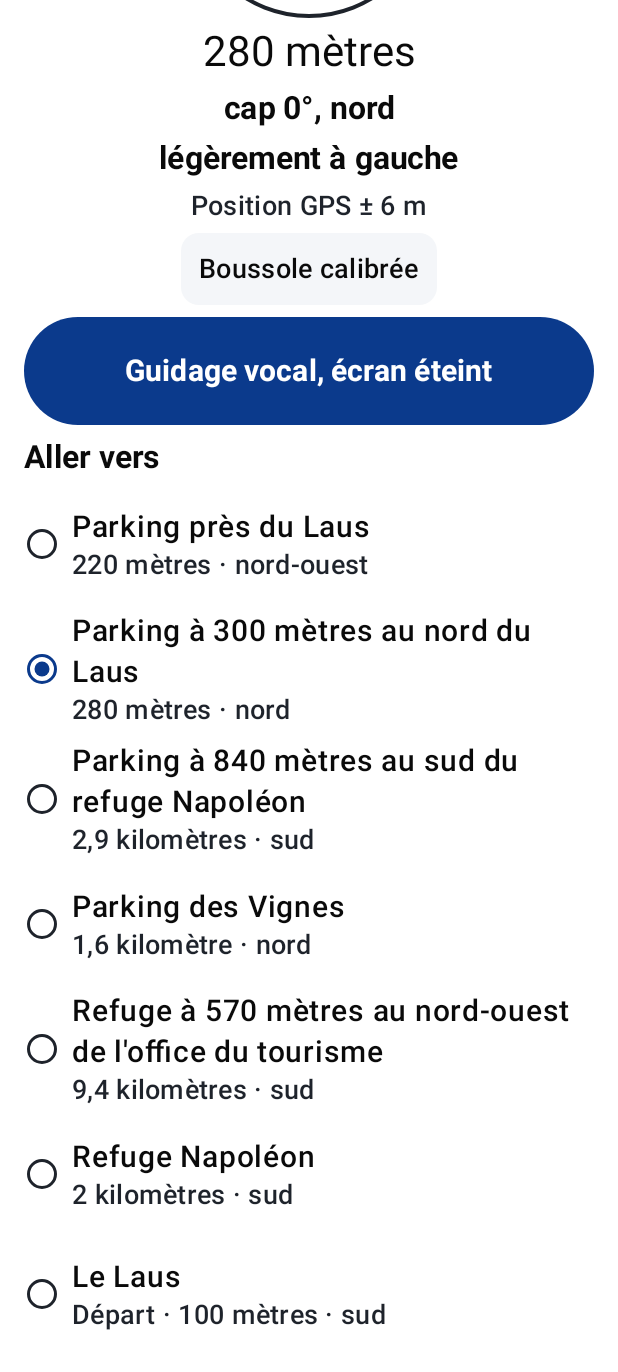 280 mètres
cap 0°, nord
légèrement à gauche
Position GPS ± 6 m
Boussole calibrée
Guidage vocal, écran éteint
Aller vers
Parking près du Laus
220 mètres · nord-ouest
Parking à 300 mètres au nord du
Laus
280 mètres · nord
Parking à 840 mètres au sud du
refuge Napoléon
2,9 kilomètres · sud
Parking des Vignes
1,6 kilomètre · nord
Refuge à 570 mètres au nord-ouest
de l'office du tourisme
9,4 kilomètres · sud
Refuge Napoléon
2 kilomètres · sud
Le Laus
Départ · 100 mètres · sud